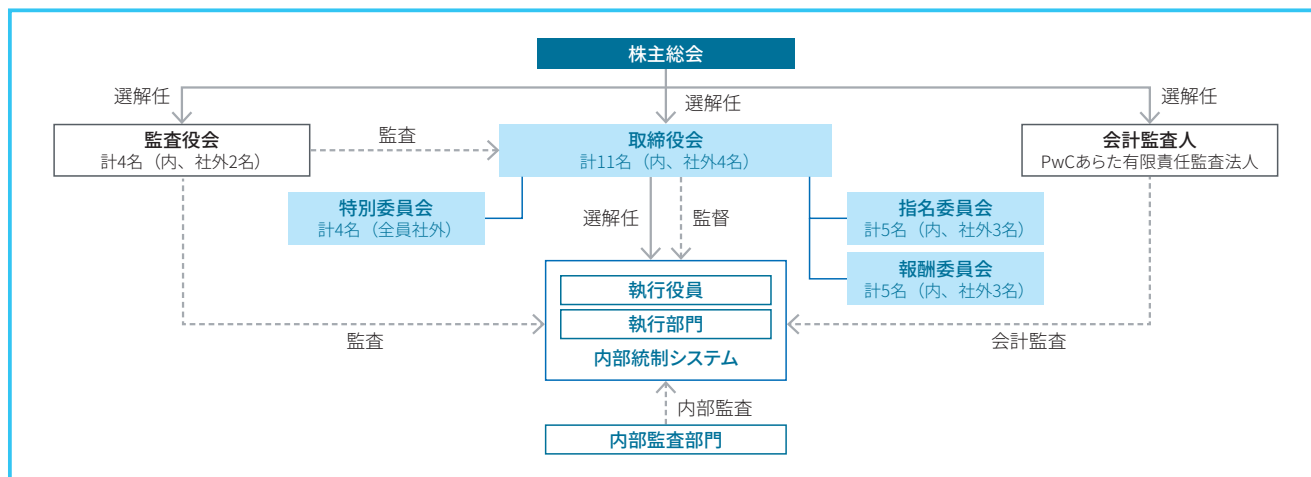 株主総会
選解任
選解任
選解任
監査役会
計4名（内、社外2名）
監査
取締役会
計11名（内、社外4名）
会計監査人
PwCあらた有限責任監査法人
特別委員会
計4名（全員社外）
選解任
監督
指名委員会
計5名（内、社外3名）
報酬委員会
計5名（内、社外3名）
執行役員
執行部門
内部統制システム
監査
会計監査
内部監査
内部監査部門